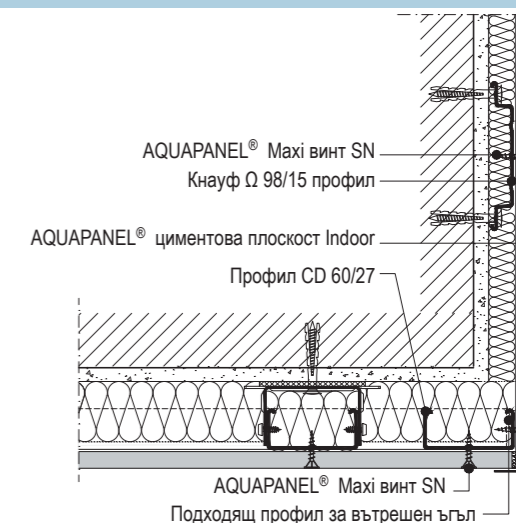 AQUAPANEL® Maxi винт SN
Кнауф Ω 98/15 профил
AQUAPANEL® циментова плоскост Indoor
Профил CD 60/27
AQUAPANEL® Maxi винт SN
Подходящ профил за вътрешен ъгъл